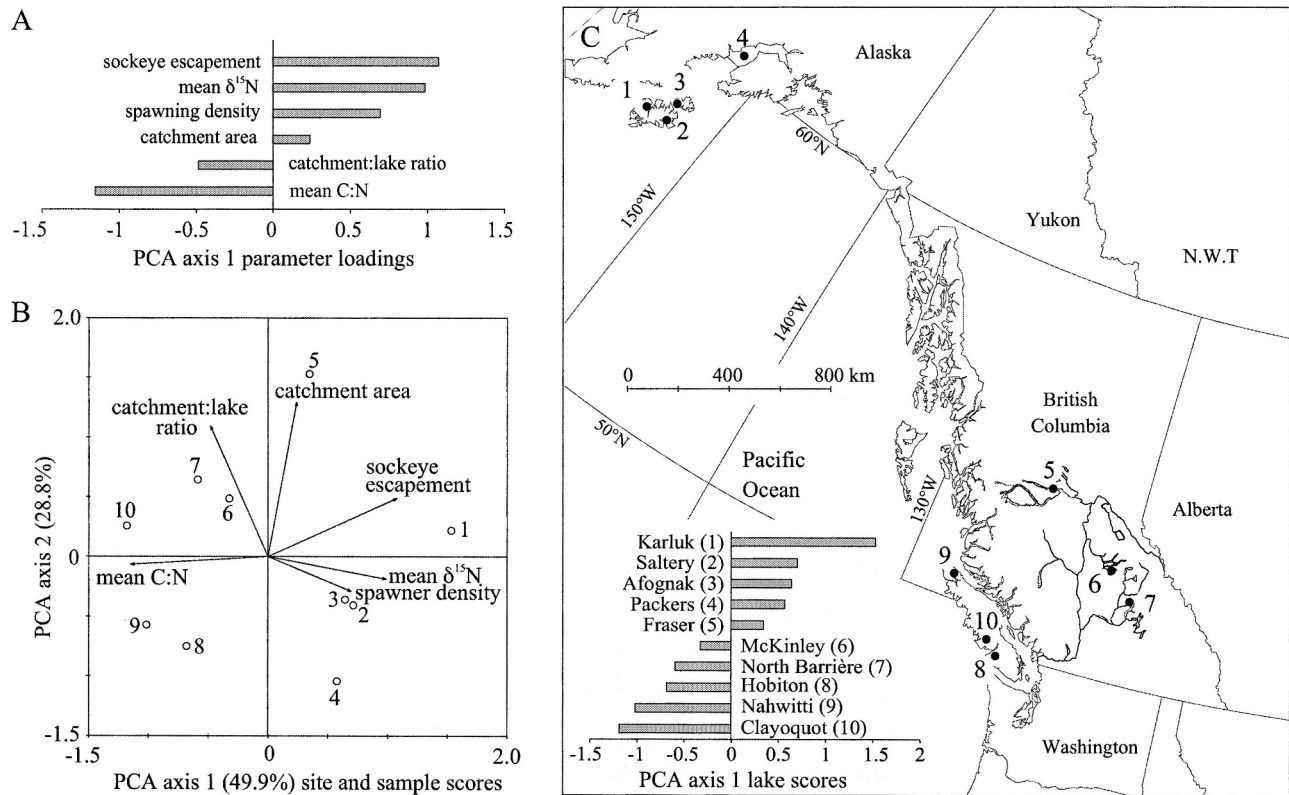 A
sockeye escapement
mean δ¹⁵N
spawning density
catchment area
catchment:lake ratio
mean C:N
-1.5 -1 -0.5 0 0.5 1 1.5
PCA axis 1 parameter loadings
B
2.0
5
catchment area
catchment:lake
ratio
7
sockeye
escapement
6
10
1
0
mean C:N
mean δ¹⁵N
spawner density
3
2
9
8
4
-1.5
-1.5 0 2.0
PCA axis 2 (28.8%)
PCA axis 1 (49.9%) site and sample scores
C
4
Alaska
1
3
2
60°N
150°W
Yukon
N.W.T
140°W
0 400 800 km
British
Columbia
50°N
Pacific
Ocean
130°W
5
Alberta
9
6
7
10
8
Washington
Karluk (1)
Saltery (2)
Afognak (3)
Packers (4)
Fraser (5)
McKinley (6)
North Barrière (7)
Hobiton (8)
Nahwitti (9)
Clayoquot (10)
-1.5 -1 -0.5 0 0.5 1 1.5 2
PCA axis 1 lake scores